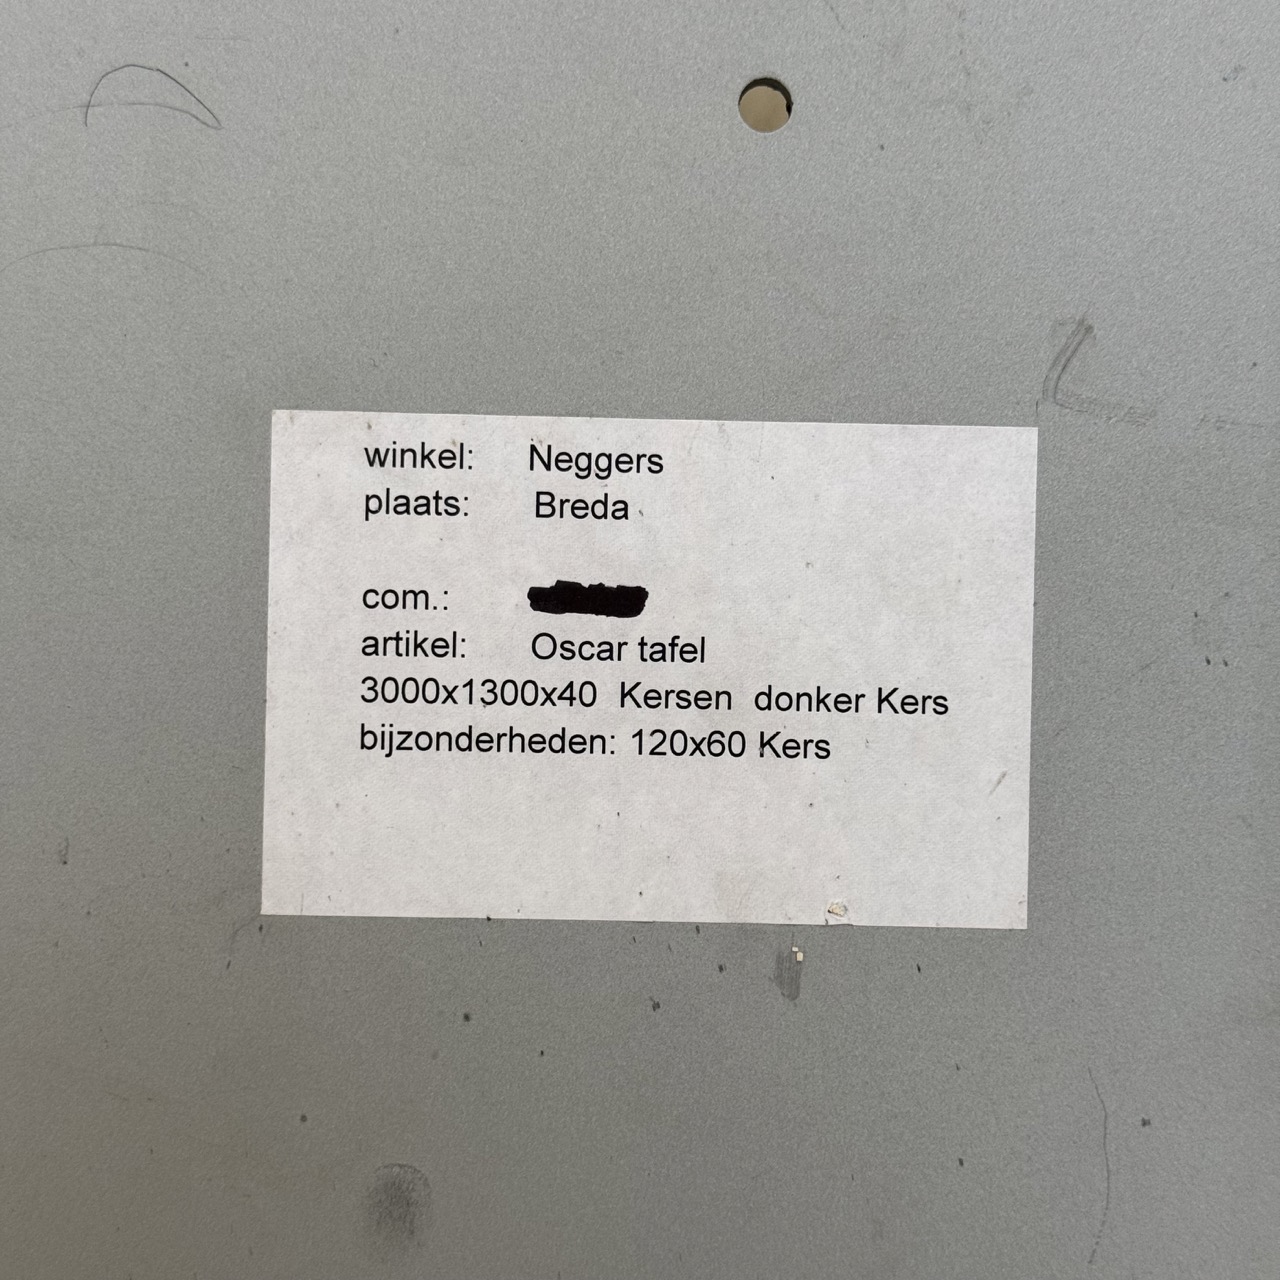 winkel: Neggers
plaats: Breda
com.:
artikel: Oscar tafel
3000x1300x40 Kersen donker Kers
bijzonderheden: 120x60 Kers